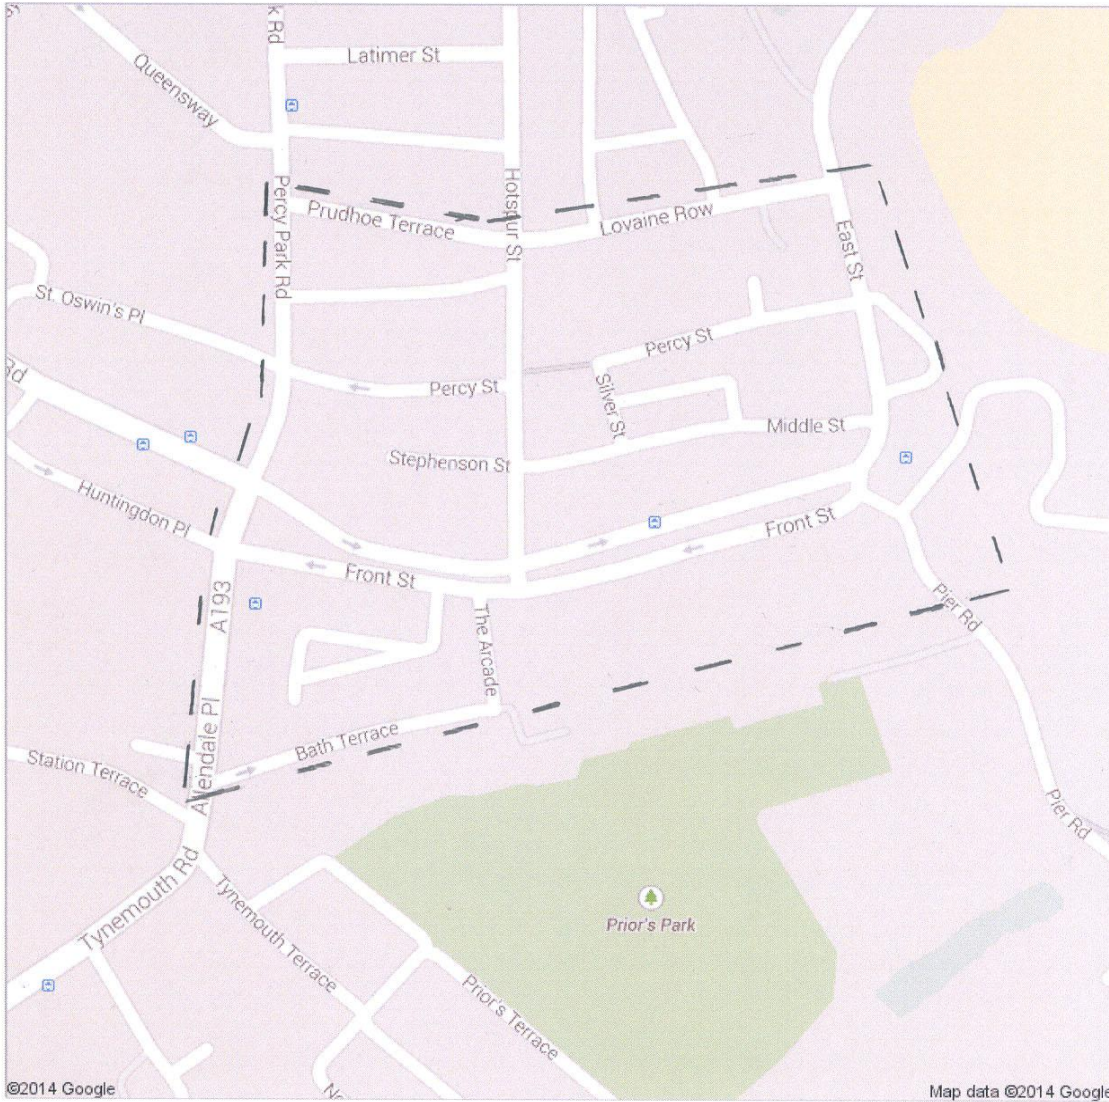 k Rd
Latimer St
Queensway
Percy Park Rd
Prudhoe Terrace
Hotspur St
Lovaine Row
East St
St. Oswin's Pl
Percy St
Percy St
Silver St
Rd
Middle St
Stephenson St
Huntingdon Pl
Front St
Front St
A193
The Arcade
Pier Rd
Allendale Pl
Bath Terrace
Station Terrace
Pier Rd
Tynemouth Rd
Tynemouth Terrace
Prior's Park
Prior's Terrace
©2014 Google
Map data ©2014 Google